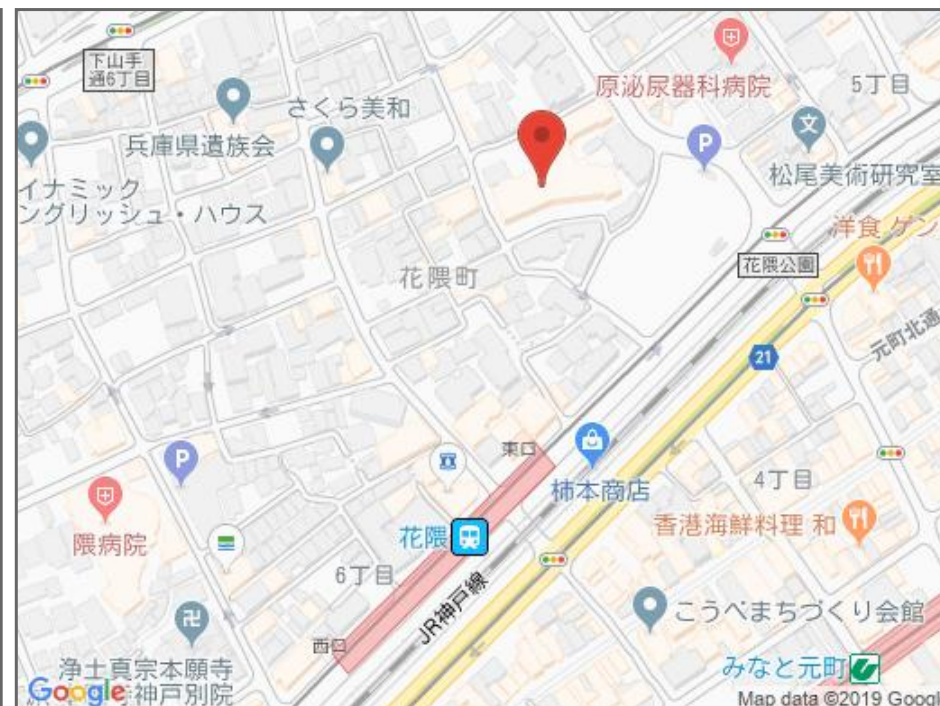 下山手
通6丁目
原泌尿器科病院
5丁目
さくら美和
兵庫県遺族会
P
文
松尾美術研究室
イナミック
ングリッシュ・ハウス
洋食 ゲン
花隈町
花隈公園
元町北通
21
P
東口
柿本商店
4丁目
隈病院
花隈
香港海鮮料理 和
6丁目
JR神戸線
こうべまちづくり会館
西口
浄土真宗本願寺
神戸別院
みなと元町
Google
Map data ©2019 Googl